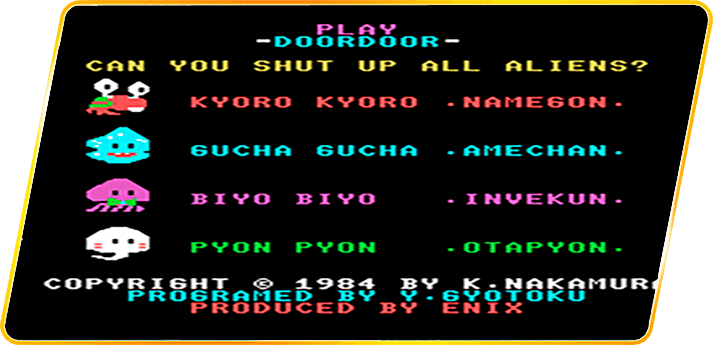 PLAY
-DOORDOOR-
CAN YOU SHUT UP ALL ALIENS?
KYORO KYORO .NAMEGON.
GUCHA GUCHA .AMECHAN.
BIYO BIYO .INVEKUN.
PYON PYON .OTAPYON.
COPYRIGHT © 1984 BY K.NAKAMURA
PROGRAMED BY Y.GYOTOKU
PRODUCED BY ENIX